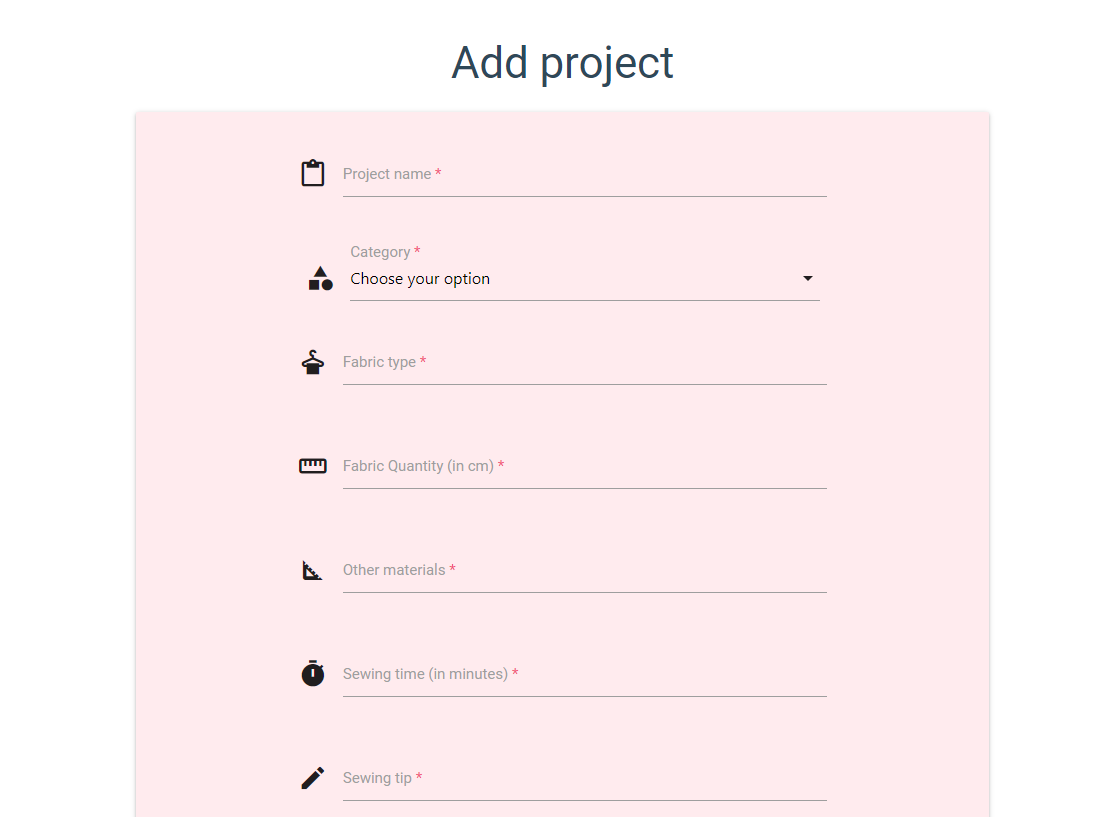 Add project
Project name *
Category *
Choose your option
Fabric type *
Fabric Quantity (in cm) *
Other materials *
Sewing time (in minutes) *
Sewing tip *